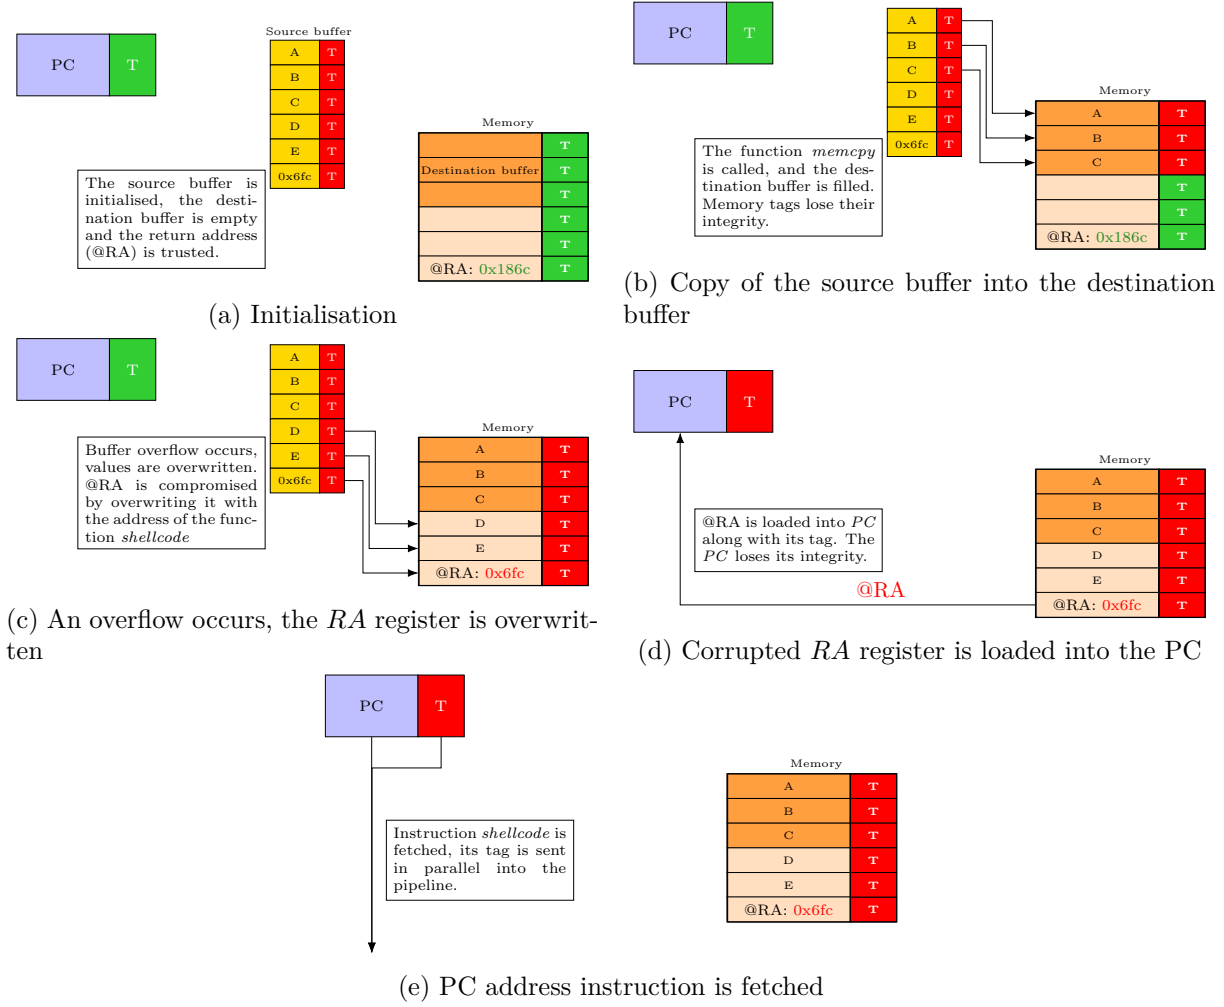 PC T
Source buffer
A T
B T
C T
D T
E T
0x6fc T
Memory
T
Destination buffer T
T
T
T
@RA: 0x186c T
The source buffer is
initialised, the desti-
nation buffer is empty
and the return address
(@RA) is trusted.
(a) Initialisation
PC T
A T
B T
C T
D T
E T
0x6fc T
Memory
A T
B T
C T
T
T
@RA: 0x186c T
The function memcpy
is called, and the des-
tination buffer is filled.
Memory tags lose their
integrity.
(b) Copy of the source buffer into the destination
buffer
PC T
A T
B T
C T
D T
E T
0x6fc T
Memory
A T
B T
C T
D T
E T
@RA: 0x6fc T
Buffer overflow occurs,
values are overwritten.
@RA is compromised
by overwriting it with
the address of the func-
tion shellcode
(c) An overflow occurs, the RA register is overwrit-
ten
PC T
Memory
A T
B T
C T
D T
E T
@RA: 0x6fc T
@RA is loaded into PC
along with its tag. The
PC loses its integrity.
@RA
(d) Corrupted RA register is loaded into the PC
PC T
Memory
A T
B T
C T
D T
E T
@RA: 0x6fc T
Instruction shellcode is
fetched, its tag is sent
in parallel into the
pipeline.
(e) PC address instruction is fetched